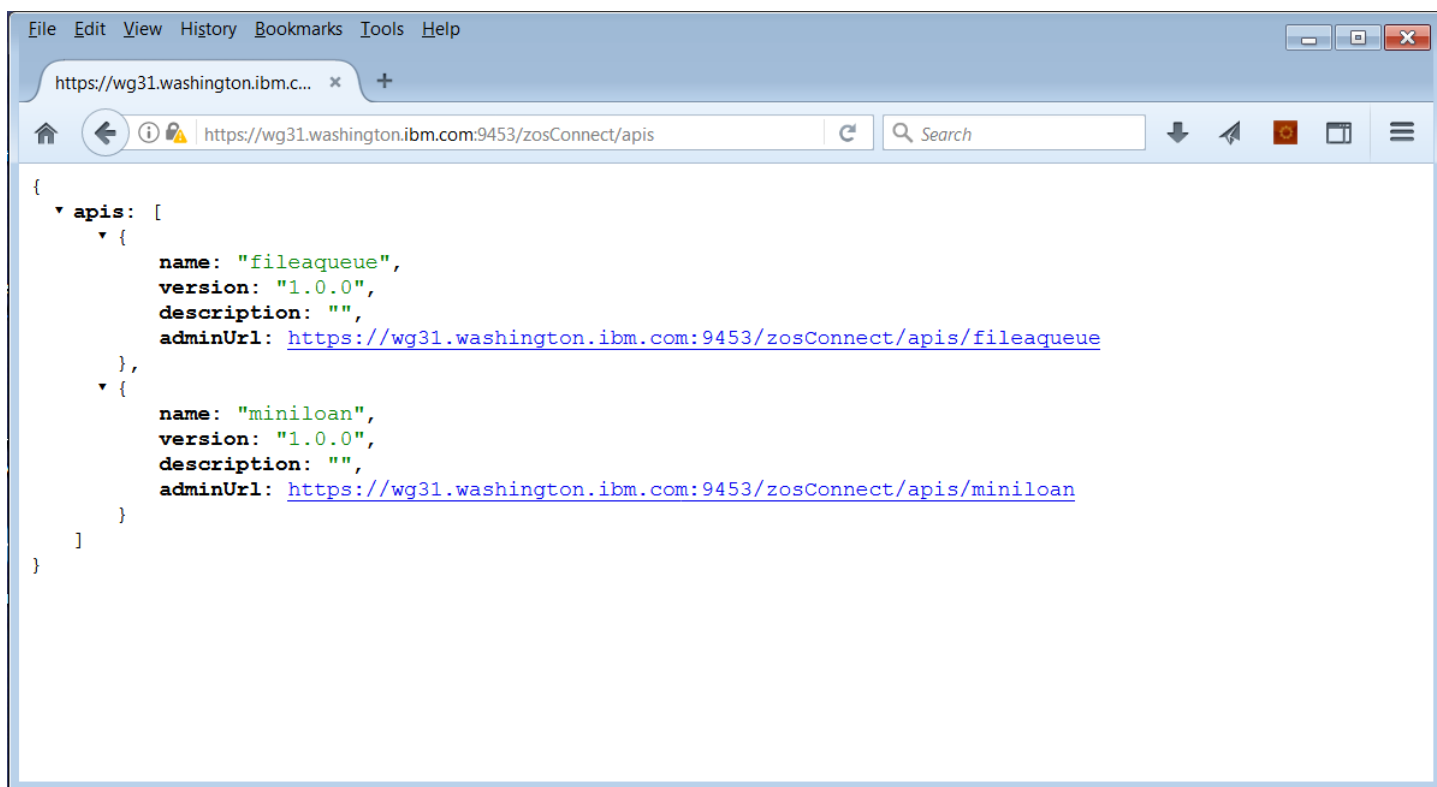 File Edit View History Bookmarks Tools Help
https://wg31.washington.ibm.c... × +
https://wg31.washington.ibm.com:9453/zosConnect/apis Search
{
apis: [
{
name: "fileaqueue",
version: "1.0.0",
description: "",
adminUrl: https://wg31.washington.ibm.com:9453/zosConnect/apis/fileaqueue
},
{
name: "miniloan",
version: "1.0.0",
description: "",
adminUrl: https://wg31.washington.ibm.com:9453/zosConnect/apis/miniloan
}
]
}